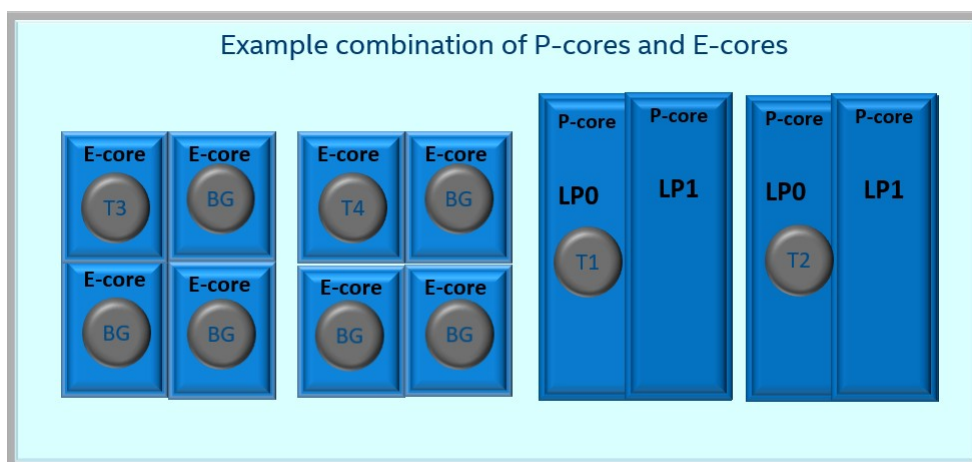 Example combination of P-cores and E-cores
E-core
T3
E-core
BG
E-core
BG
E-core
BG
E-core
T4
E-core
BG
E-core
BG
E-core
BG
P-core
LP0
T1
P-core
LP1
P-core
LP0
T2
P-core
LP1